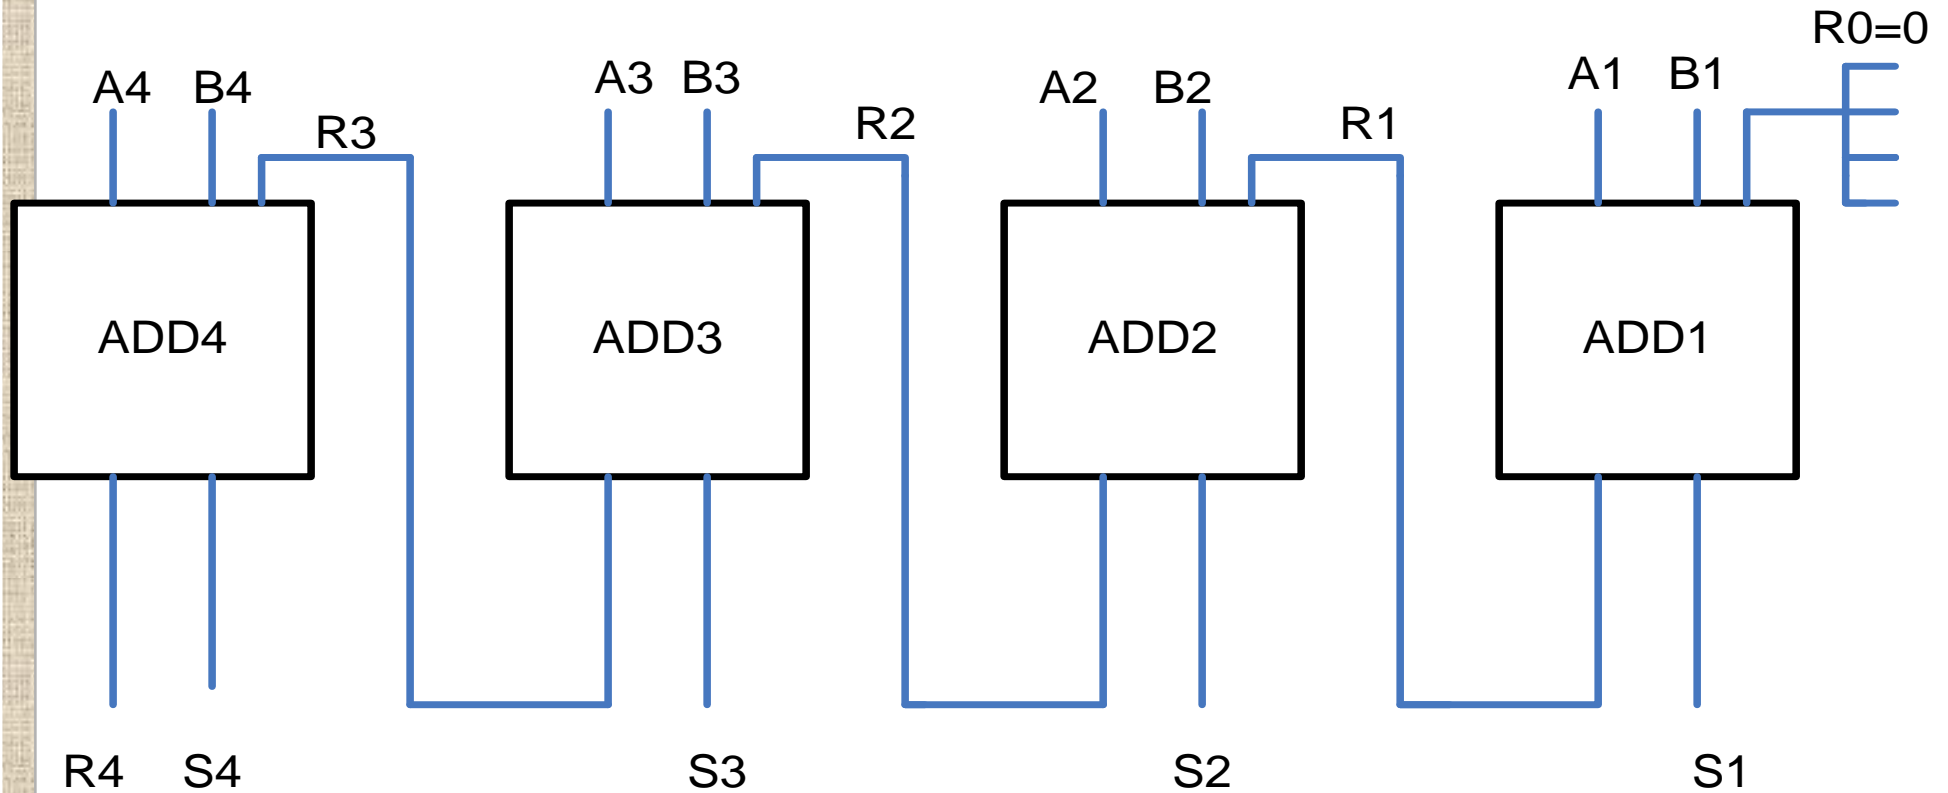 R0=0
A4 B4 A3 B3 A2 B2 A1 B1
R3 R2 R1
ADD4 ADD3 ADD2 ADD1
R4 S4 S3 S2 S1